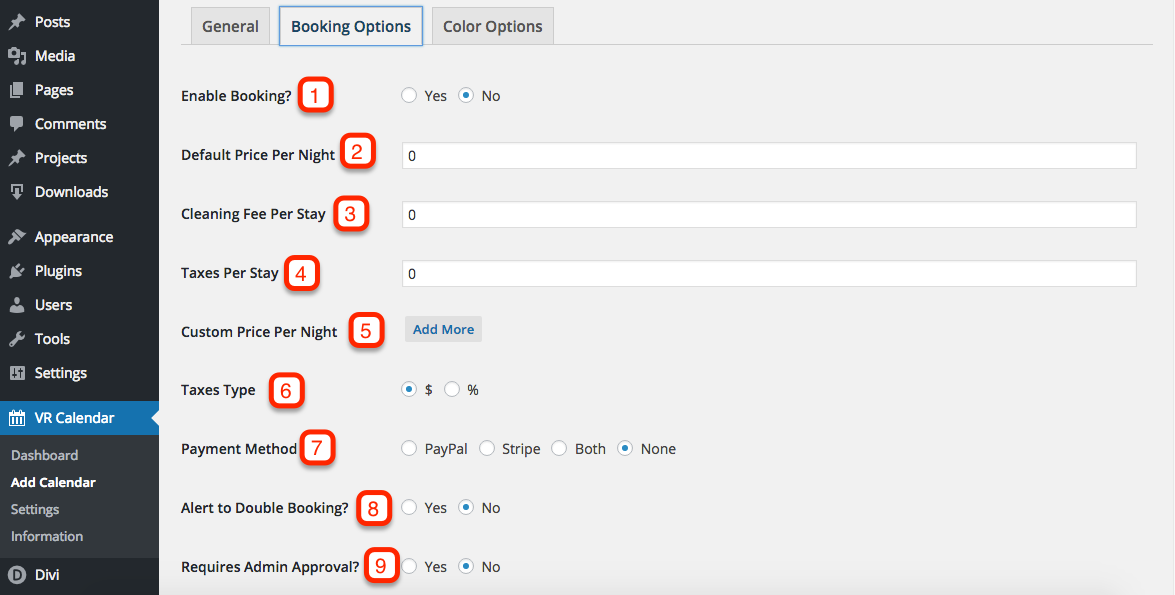 Posts
Media
Pages
Comments
Projects
Downloads
Appearance
Plugins
Users
Tools
Settings
VR Calendar
Dashboard
Add Calendar
Settings
Information
Divi
General Booking Options Color Options
Enable Booking? 1 Yes No
Default Price Per Night 2 0
Cleaning Fee Per Stay 3 0
Taxes Per Stay 4 0
Custom Price Per Night 5 Add More
Taxes Type 6 $ %
Payment Method 7 PayPal Stripe Both None
Alert to Double Booking? 8 Yes No
Requires Admin Approval? 9 Yes No